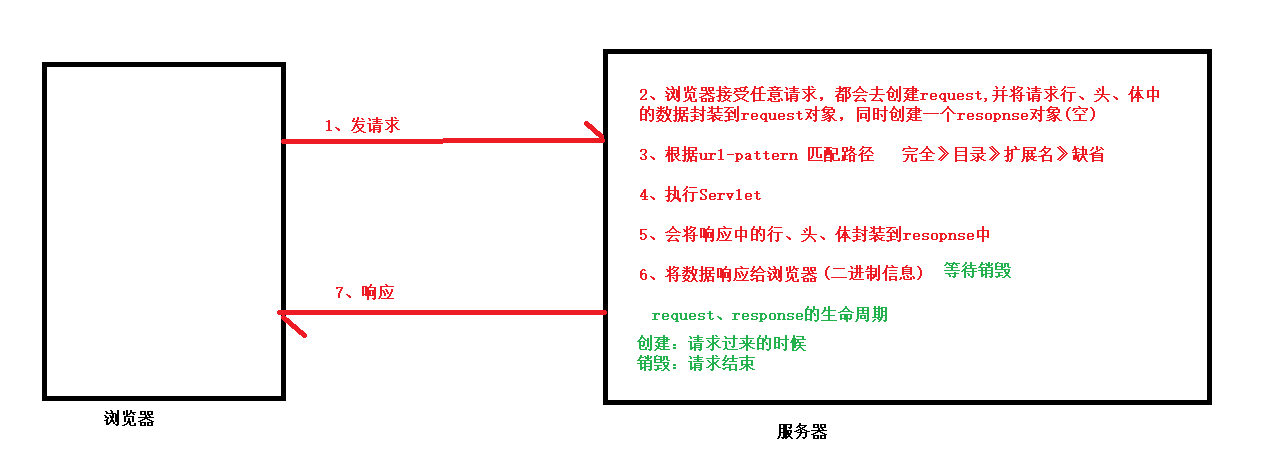 1、发请求
2、浏览器接受任意请求，都会去创建request,并将请求行、头、体中
的数据封装到request对象，同时创建一个resopnse对象(空)
3、根据url-pattern 匹配路径 完全》目录》扩展名》缺省
4、执行Servlet
5、会将响应中的行、头、体封装到resopnse中
6、将数据响应给浏览器(二进制信息) 等待销毁
7、响应
request、response的生命周期
创建：请求过来的时候
销毁：请求结束
浏览器
服务器